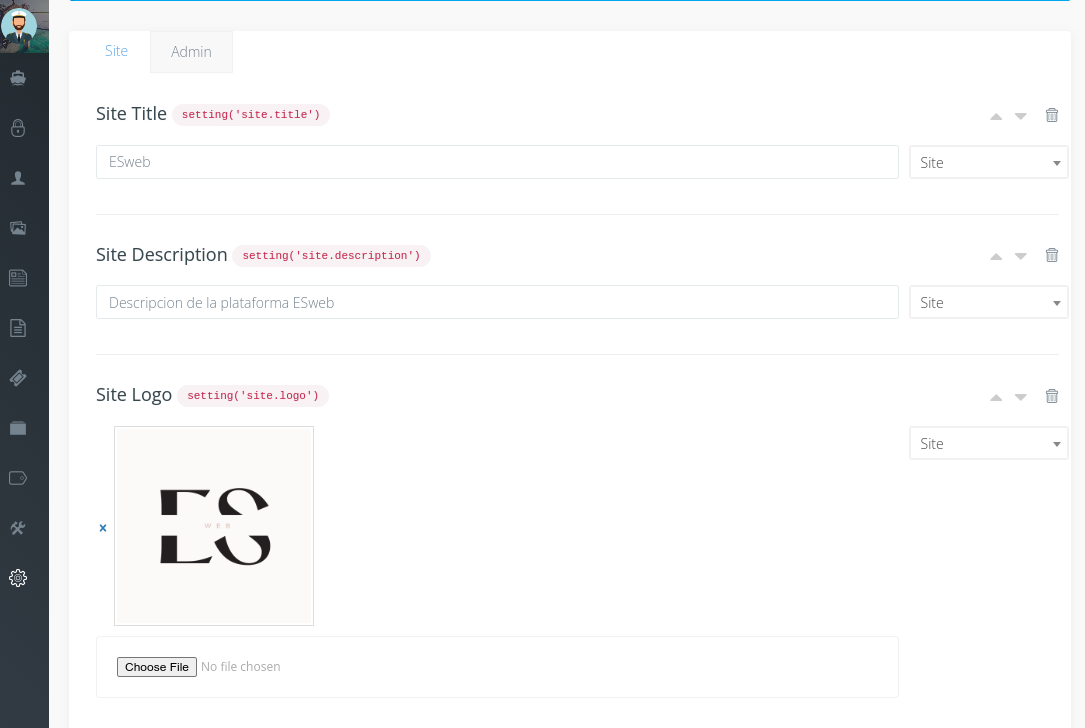 Site
Admin
Site Title setting('site.title')
ESweb
Site
Site Description setting('site.description')
Descripcion de la plataforma ESweb
Site
Site Logo setting('site.logo')
Site
ES
WEB
×
Choose File No file chosen